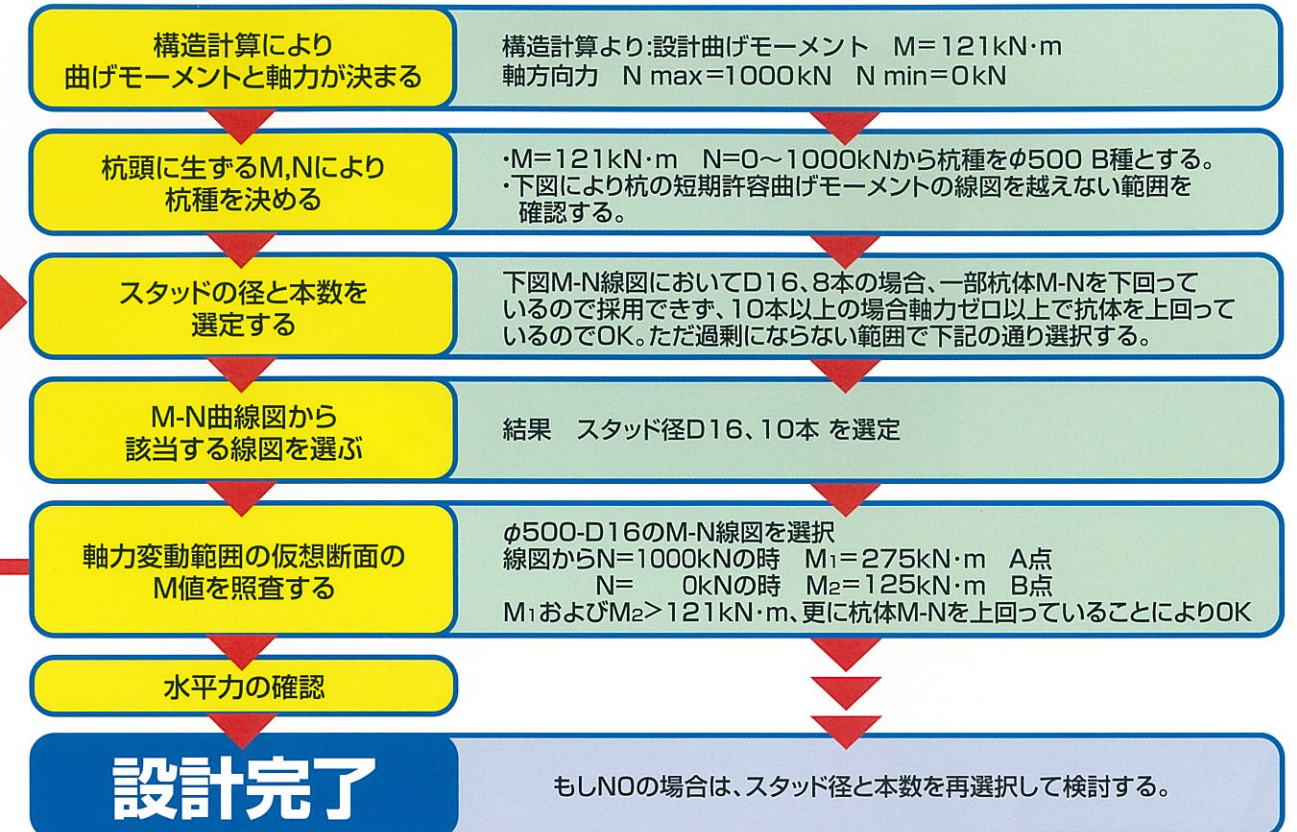 構造計算により
曲げモーメントと軸力が決まる
構造計算より:設計曲げモーメント M=121kN・m
軸方向力 N max=1000kN N min=0kN
杭頭に生ずるM,Nにより
杭種を決める
・M=121kN・m N=0〜1000kNから杭種をφ500 B種とする。
・下図により杭の短期許容曲げモーメントの線図を越えない範囲を
確認する。
スタッドの径と本数を
選定する
下図M-N線図においてD16、8本の場合、一部杭体M-Nを下回って
いるので採用できず、10本以上の場合軸力ゼロ以上で抗体を上回って
いるのでOK。ただ過剰にならない範囲で下記の通り選択する。
M-N曲線図から
該当する線図を選ぶ
結果 スタッド径D16、10本 を選定
軸力変動範囲の仮想断面の
M値を照査する
φ500-D16のM-N線図を選択
線図からN=1000kNの時 M1=275kN・m A点
N= 0kNの時 M2=125kN・m B点
M1およびM2>121kN・m、更に杭体M-Nを上回っていることによりOK
水平力の確認
設計完了
もしNOの場合は、スタッド径と本数を再選択して検討する。